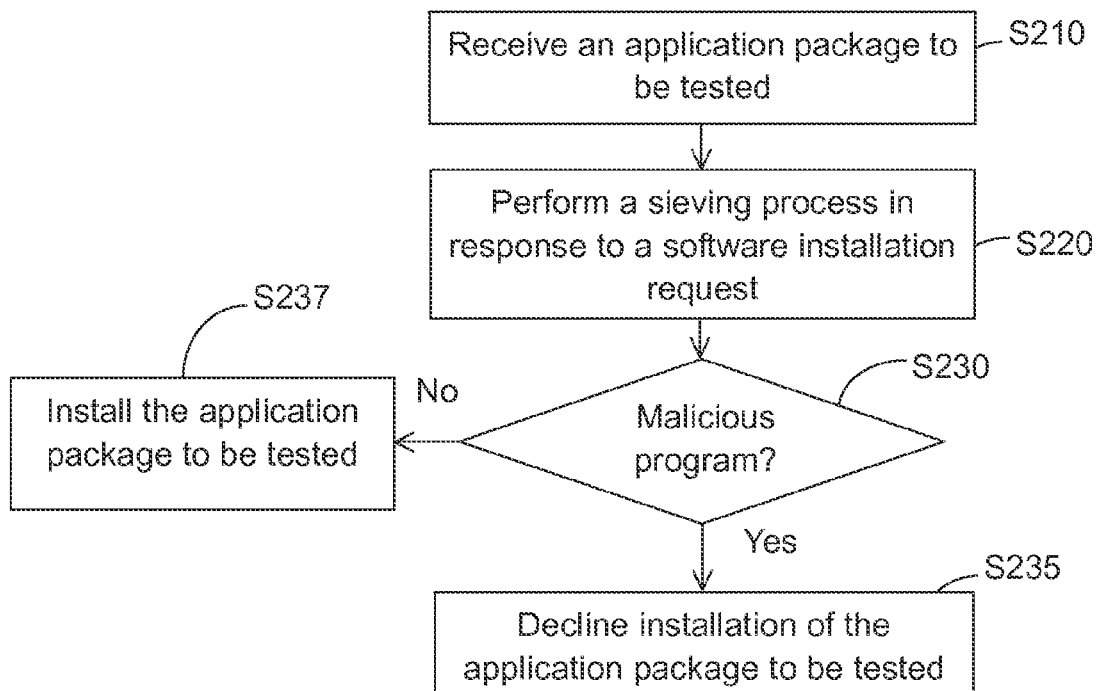 Receive an application package to
be tested
S210
Perform a sieving process in
response to a software installation
request
S220
S237
Install the application
package to be tested
No
Malicious
program?
S230
Yes
S235
Decline installation of the
application package to be tested